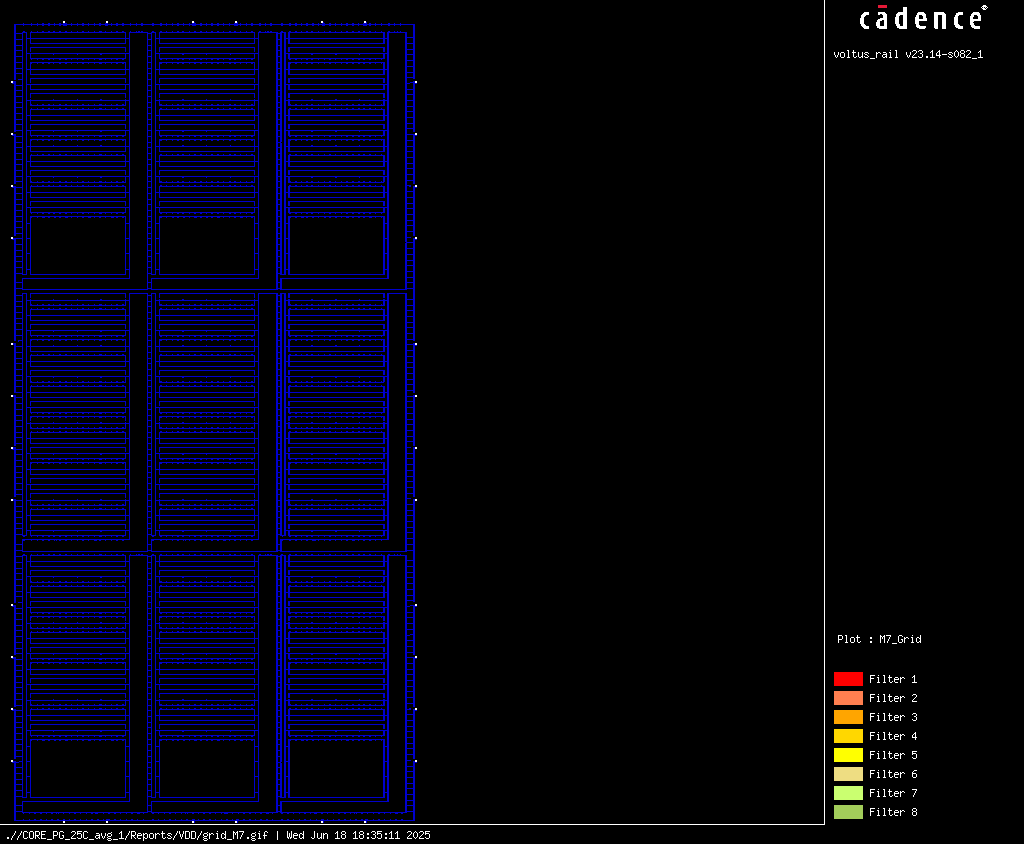 cādence®
voltus_rail v23.14-s082_1
Plot : M7_Grid
Filter 1
Filter 2
Filter 3
Filter 4
Filter 5
Filter 6
Filter 7
Filter 8
.//CORE_PG_25C_avg_1/Reports/VDD/grid_M7.gif | Wed Jun 18 18:35:11 2025